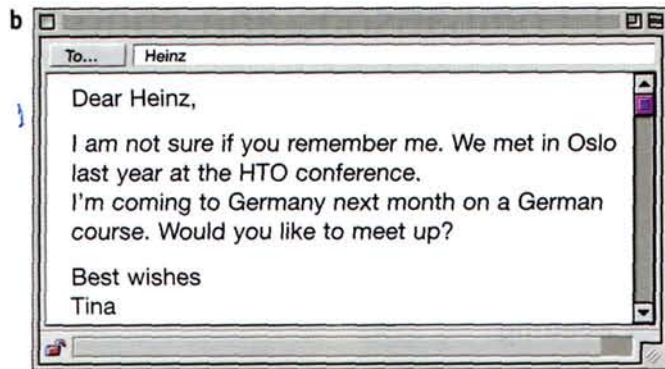 b
To... Heinz
Dear Heinz,
I am not sure if you remember me. We met in Oslo
last year at the HTO conference.
I'm coming to Germany next month on a German
course. Would you like to meet up?
Best wishes
Tina